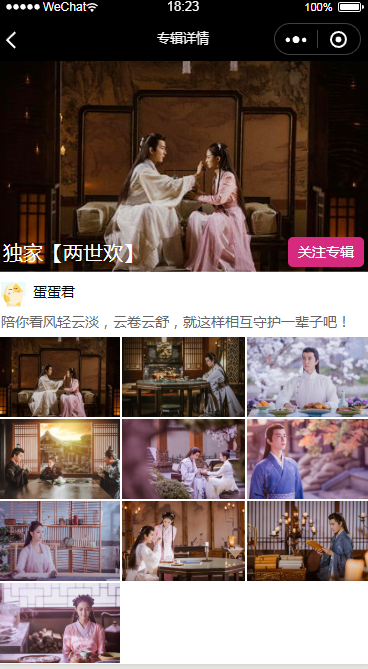 ●●●●● WeChat 18:23 100%
专辑详情
独家【两世欢】
关注专辑
蛋蛋君
陪你看风轻云淡，云卷云舒，就这样相互守护一辈子吧！